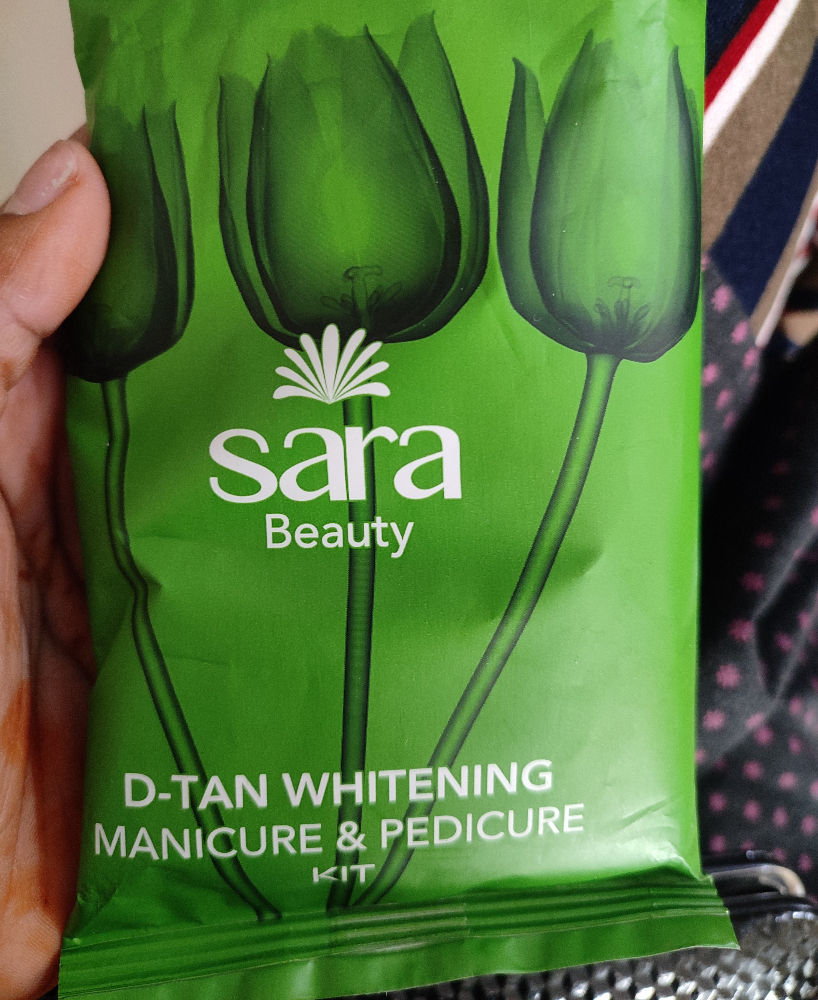 sara
Beauty
D-TAN WHITENING
MANICURE & PEDICURE
KIT